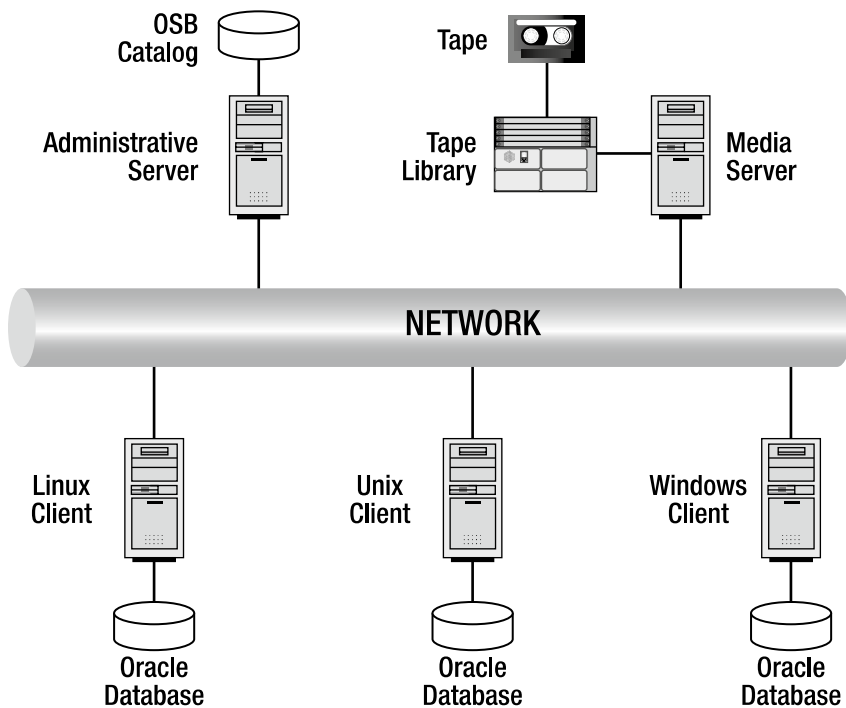 OSB
Catalog
Tape
Administrative
Server
Tape
Library
Media
Server
NETWORK
Linux
Client
Unix
Client
Windows
Client
Oracle
Database
Oracle
Database
Oracle
Database